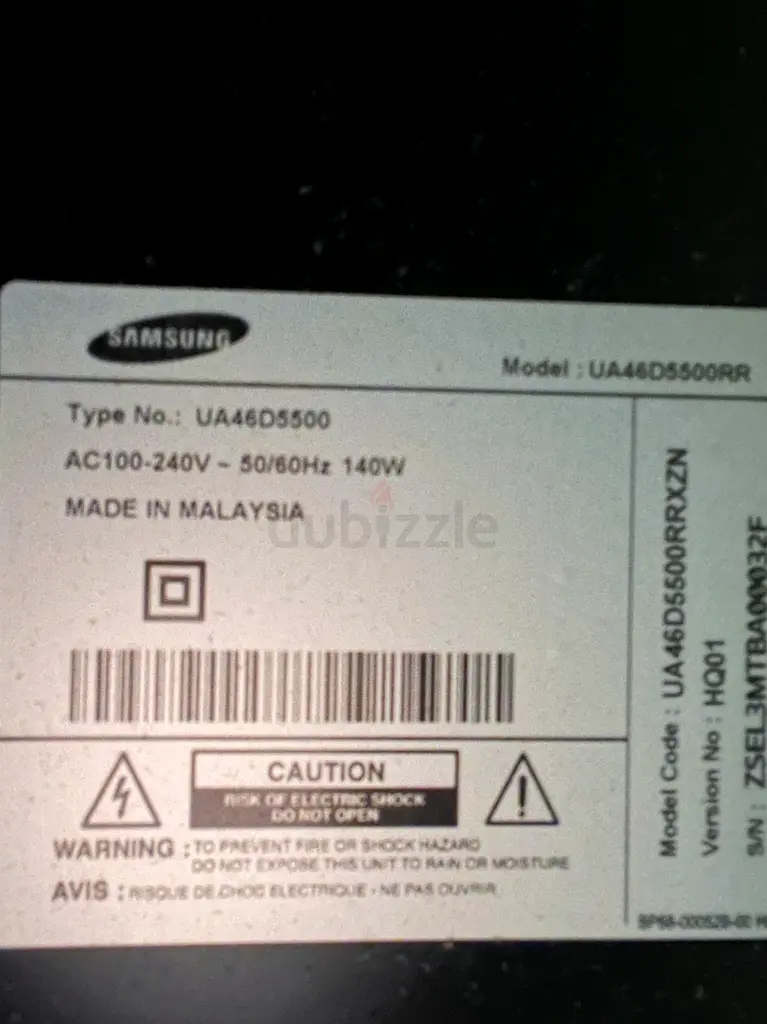 SAMSUNG
Model : UA46D5500RR
Type No.: UA46D5500
AC100-240V ~ 50/60Hz 140W
MADE IN MALAYSIA
dubizzle
CAUTION
RISK OF ELECTRIC SHOCK
DO NOT OPEN
WARNING : TO PREVENT FIRE OR SHOCK HAZARD
DO NOT EXPOSE THIS UNIT TO RAIN OR MOISTURE
AVIS : RISQUE DE CHOC ELECTRIQUE - NE PAS OUVRIR
Model Code : UA46D5500RRXZN
Version No : HQ01
S/N : ZSEL3MTBA00032F